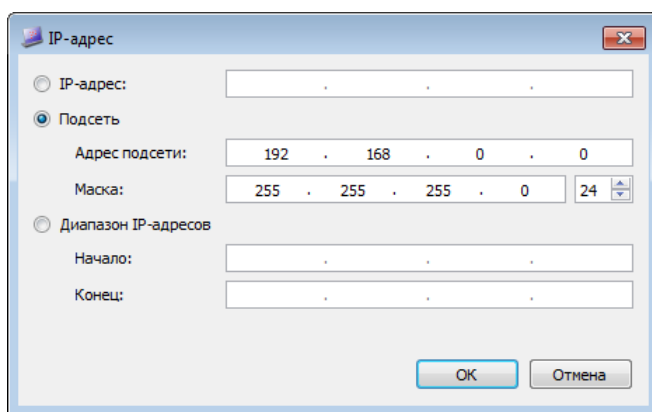 IP-адрес
IP-адрес: . . .
Подсеть
Адрес подсети: 192 . 168 . 0 . 0
Маска: 255 . 255 . 255 . 0 24
Диапазон IP-адресов
Начало: . . .
Конец: . . .
ОК Отмена